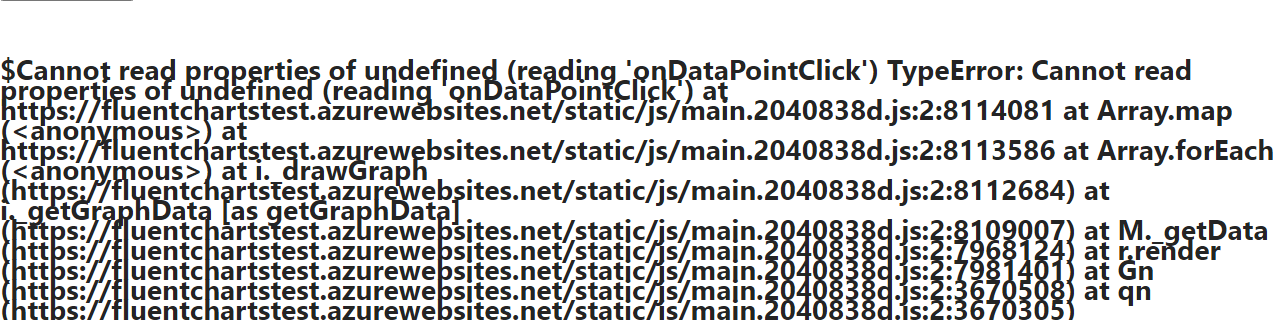 $Cannot read properties of undefined (reading 'onDataPointClick') TypeError: Cannot read
properties of undefined (reading 'onDataPointClick') at
https://fluentchartstest.azurewebsites.net/static/js/main.2040838d.js:2:8114081 at Array.map
(<anonymous>) at
https://fluentchartstest.azurewebsites.net/static/js/main.2040838d.js:2:8113586 at Array.forEach
(<anonymous>) at i._drawGraph
(https://fluentchartstest.azurewebsites.net/static/js/main.2040838d.js:2:8112684) at
i._getGraphData [as getGraphData]
(https://fluentchartstest.azurewebsites.net/static/js/main.2040838d.js:2:8109007) at M._getData
(https://fluentchartstest.azurewebsites.net/static/js/main.2040838d.js:2:7968124) at r.render
(https://fluentchartstest.azurewebsites.net/static/js/main.2040838d.js:2:7981401) at Gn
(https://fluentchartstest.azurewebsites.net/static/js/main.2040838d.js:2:3670508) at qn
(https://fluentchartstest.azurewebsites.net/static/js/main.2040838d.js:2:3670305)